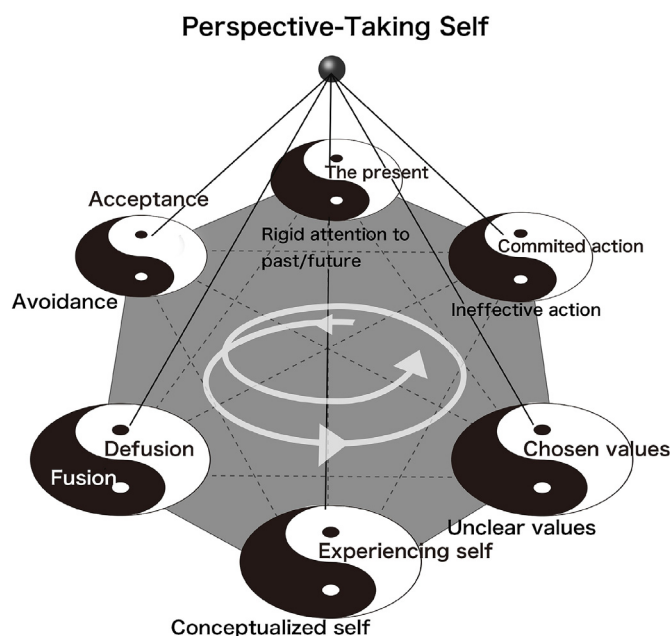 Perspective-Taking Self
The present
Acceptance
Rigid attention to
past/future
Commited action
Avoidance
Ineffective action
Defusion
Chosen values
Fusion
Unclear values
Experiencing self
Conceptualized self